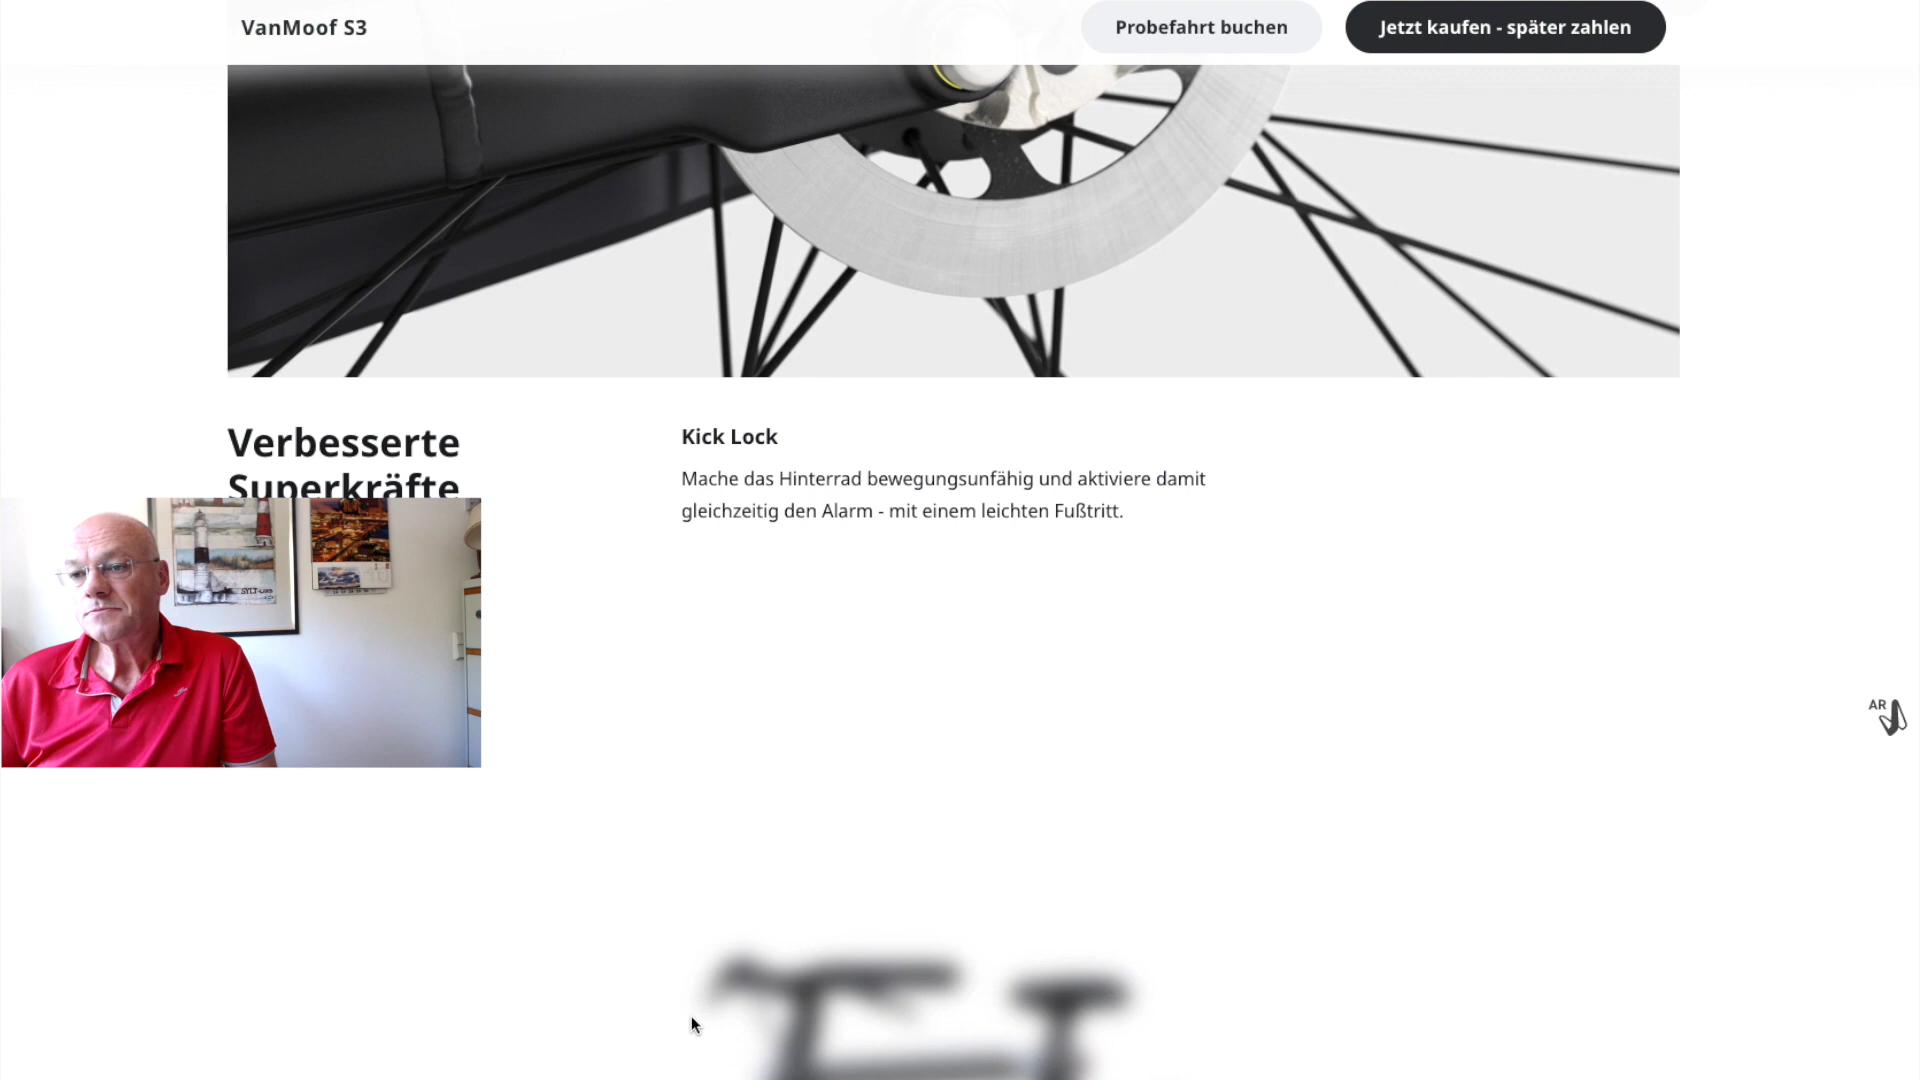 VanMoof S3
Probefahrt buchen
Jetzt kaufen - später zahlen
Verbesserte
Superkräfte
Kick Lock
Mache das Hinterrad bewegungsunfähig und aktiviere damit
gleichzeitig den Alarm - mit einem leichten Fußtritt.
AR